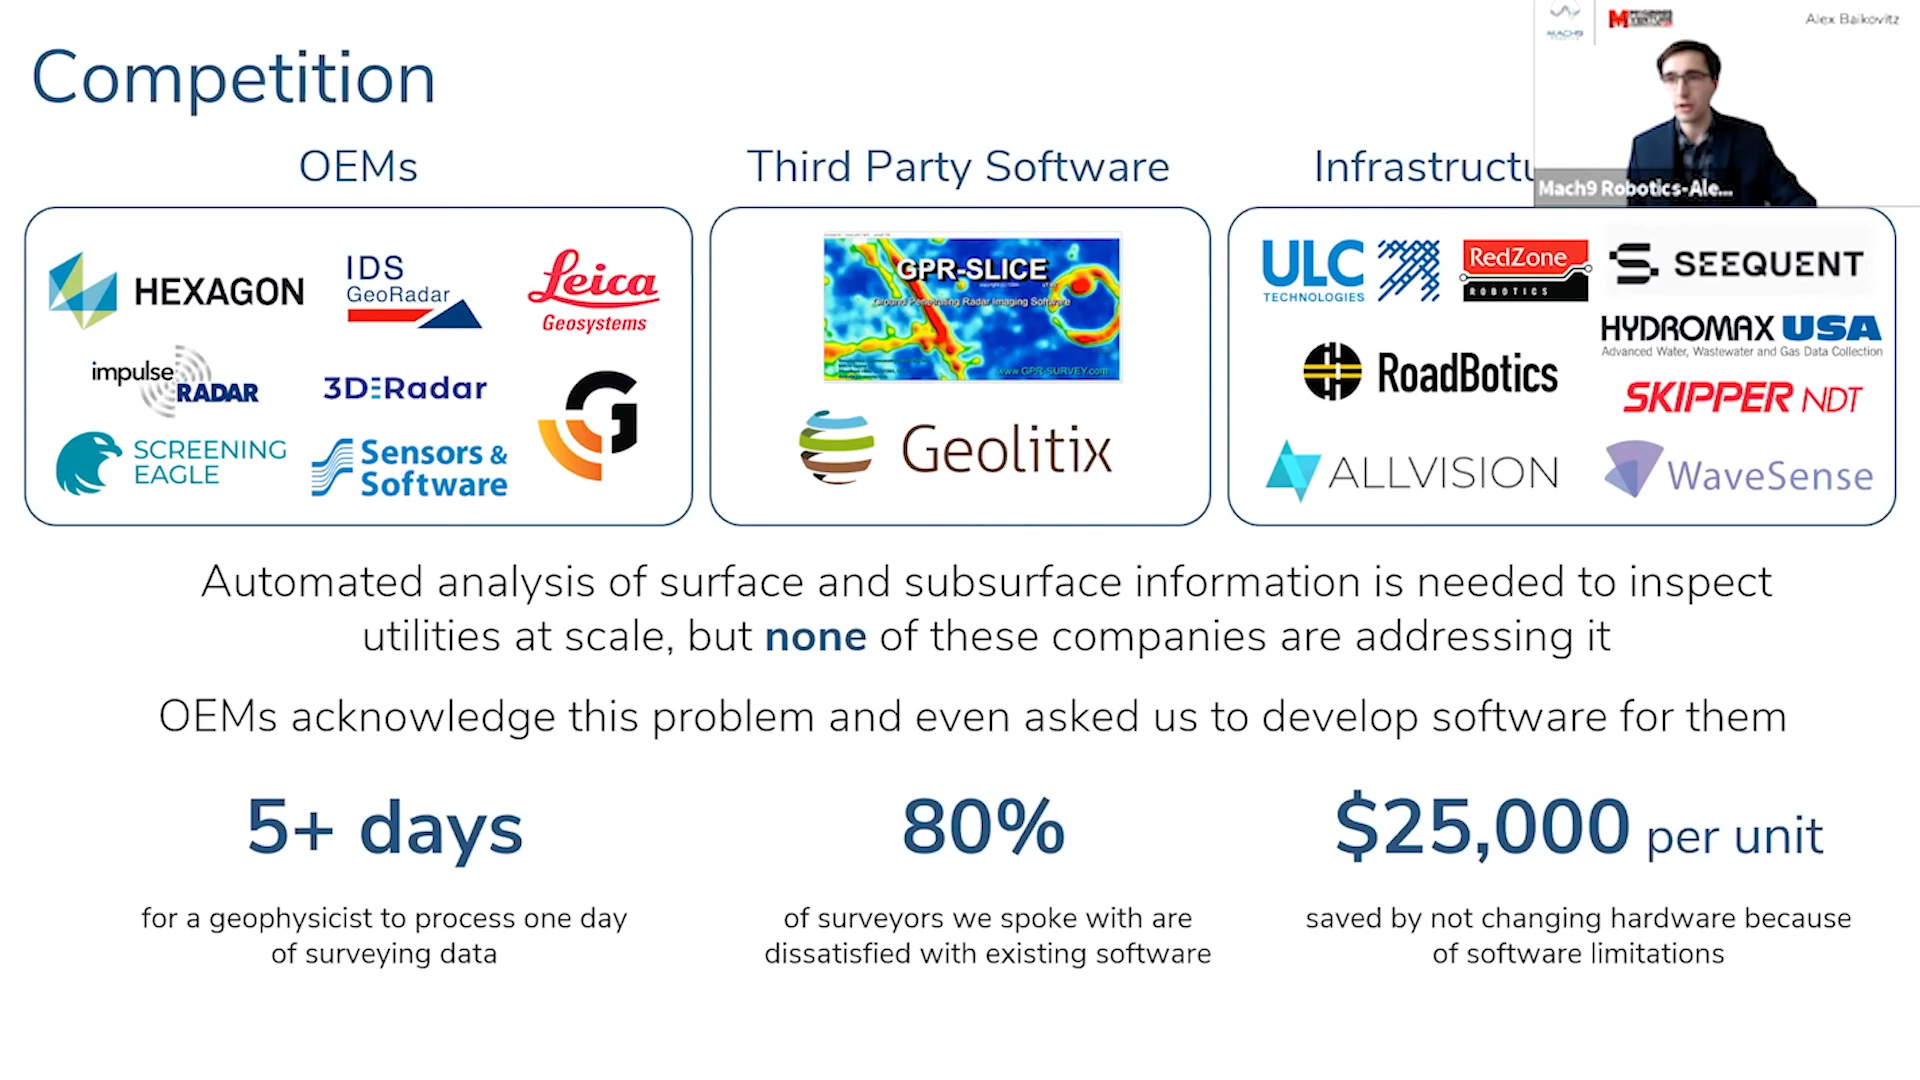 Competition
MACH9
Alex Baikovitz
Mach9 Robotics-Ale...
OEMs
HEXAGON
IDS
GeoRadar
Leica
Geosystems
impulse
RADAR
3DRadar
SCREENING
EAGLE
Sensors &
Software
Third Party Software
GPR-SLICE
Ground Penetrating Radar Imaging Software
www.GPR-SURVEY.com
Geolitix
Infrastructu
ULC
TECHNOLOGIES
RedZone
ROBOTICS
SEEQUENT
HYDROMAX USA
Advanced Water, Wastewater and Gas Data Collection
RoadBotics
SKIPPER NDT
ALLVISION
WaveSense
Automated analysis of surface and subsurface information is needed to inspect
utilities at scale, but none of these companies are addressing it
OEMs acknowledge this problem and even asked us to develop software for them
5+ days
for a geophysicist to process one day
of surveying data
80%
of surveyors we spoke with are
dissatisfied with existing software
$25,000 per unit
saved by not changing hardware because
of software limitations